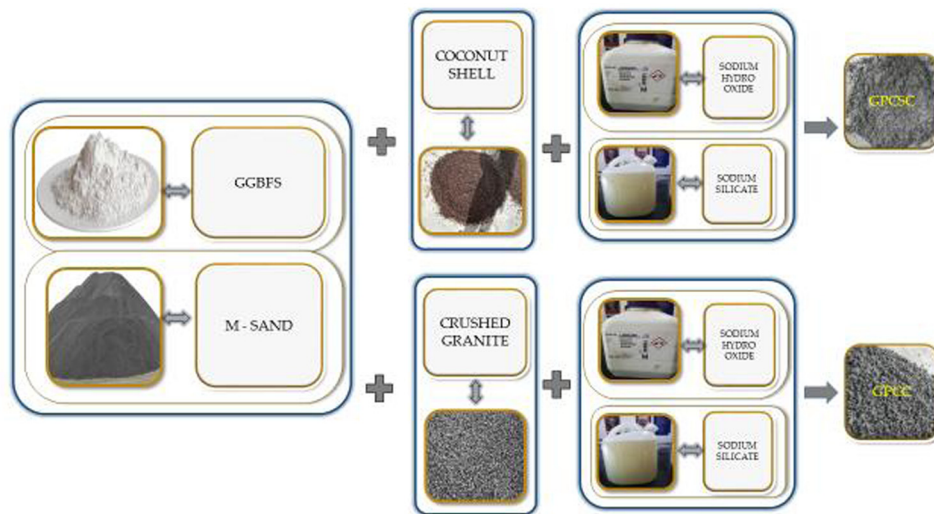 GGBFS
M - SAND
COCONUT
SHELL
SODIUM
HYDRO
OXIDE
SODIUM
SILICATE
GPCSC
CRUSHED
GRANITE
SODIUM
HYDRO
OXIDE
SODIUM
SILICATE
GPCC